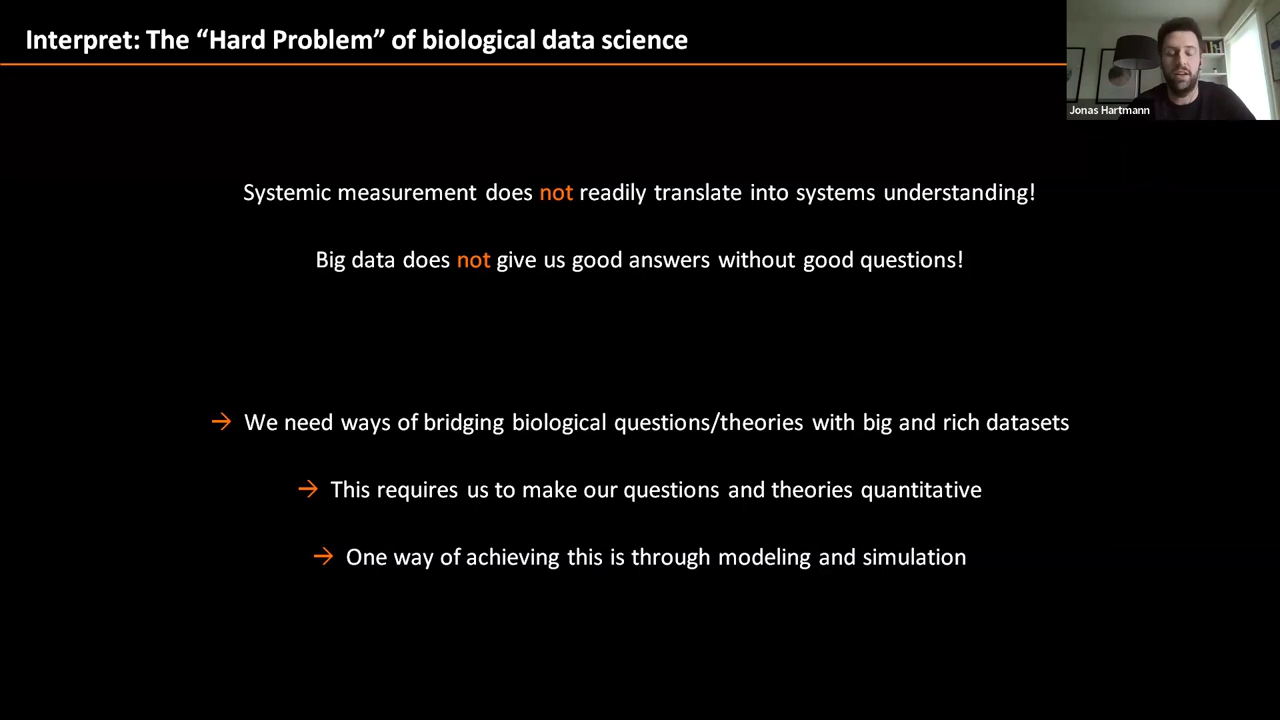 Interpret: The “Hard Problem” of biological data science
Jonas Hartmann
Systemic measurement does not readily translate into systems understanding!
Big data does not give us good answers without good questions!
→ We need ways of bridging biological questions/theories with big and rich datasets
→ This requires us to make our questions and theories quantitative
→ One way of achieving this is through modeling and simulation